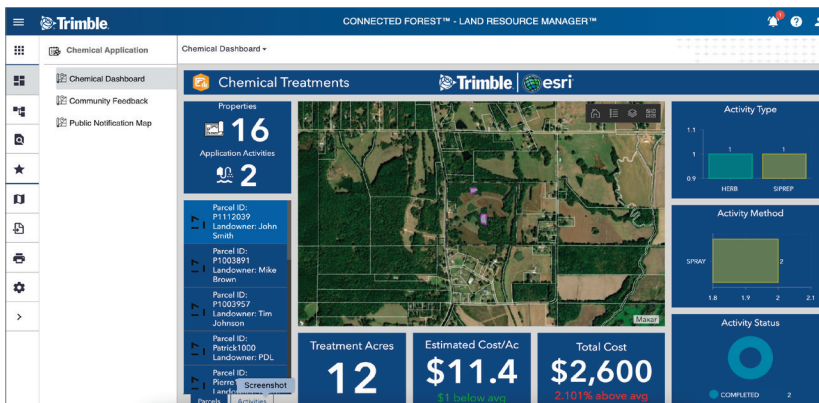 Trimble
CONNECTED FOREST™ - LAND RESOURCE MANAGER™
1
Chemical Application
Chemical Dashboard
Community Feedback
Public Notification Map
Chemical Dashboard
Chemical Treatments
Trimble
esri
Properties
16
Application Activities
2
Parcel ID:
P1112039
Landowner: John
Smith
Parcel ID:
P1003891
Landowner: Mike
Brown
Parcel ID:
P1003957
Landowner: Tim
Johnson
Parcel ID:
Patrick1000
Landowner: PDL
Parcel ID:
Screenshot
Parcels
Activities
Maxar
Treatment Acres
12
Estimated Cost/Ac
$11.4
$1 below avg
Total Cost
$2,600
2.101% above avg
Activity Type
1.1
1
0.9
1
1
HERB
SIPREP
Activity Method
SPRAY
2
1.8
1.9
2
2.1
Activity Status
COMPLETED
2